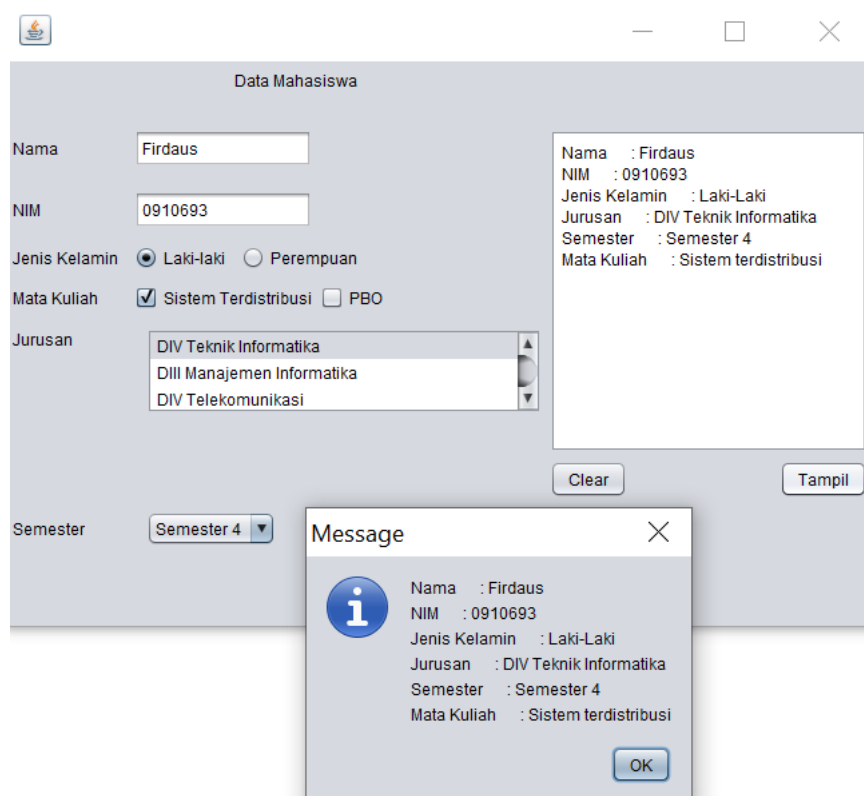 Data Mahasiswa
Nama Firdaus
NIM 0910693
Jenis Kelamin Laki-laki Perempuan
Mata Kuliah Sistem Terdistribusi PBO
Jurusan DIV Teknik Informatika
DIII Manajemen Informatika
DIV Telekomunikasi
Semester Semester 4
Nama : Firdaus
NIM : 0910693
Jenis Kelamin : Laki-Laki
Jurusan : DIV Teknik Informatika
Semester : Semester 4
Mata Kuliah : Sistem terdistribusi
Clear Tampil
Message
Nama : Firdaus
NIM : 0910693
Jenis Kelamin : Laki-Laki
Jurusan : DIV Teknik Informatika
Semester : Semester 4
Mata Kuliah : Sistem terdistribusi
OK